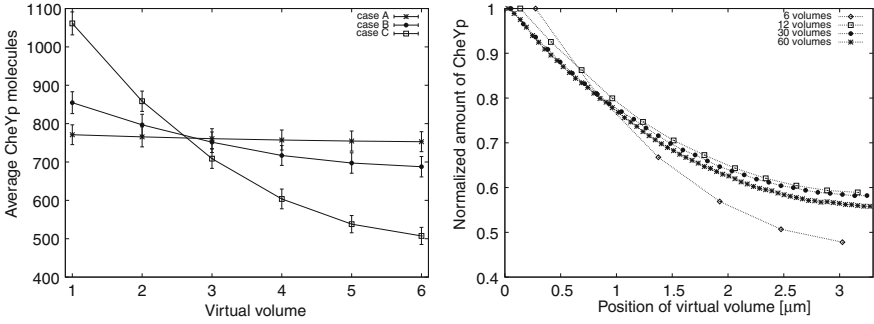 1100
1000
900
800
700
600
500
400
1 2 3 4 5 6
Average CheYp molecules
Virtual volume
case A
case B
case C
1
0.9
0.8
0.7
0.6
0.5
0.4
0 0.5 1 1.5 2 2.5 3
Normalized amount of CheYp
Position of virtual volume [μm]
6 volumes
12 volumes
30 volumes
60 volumes